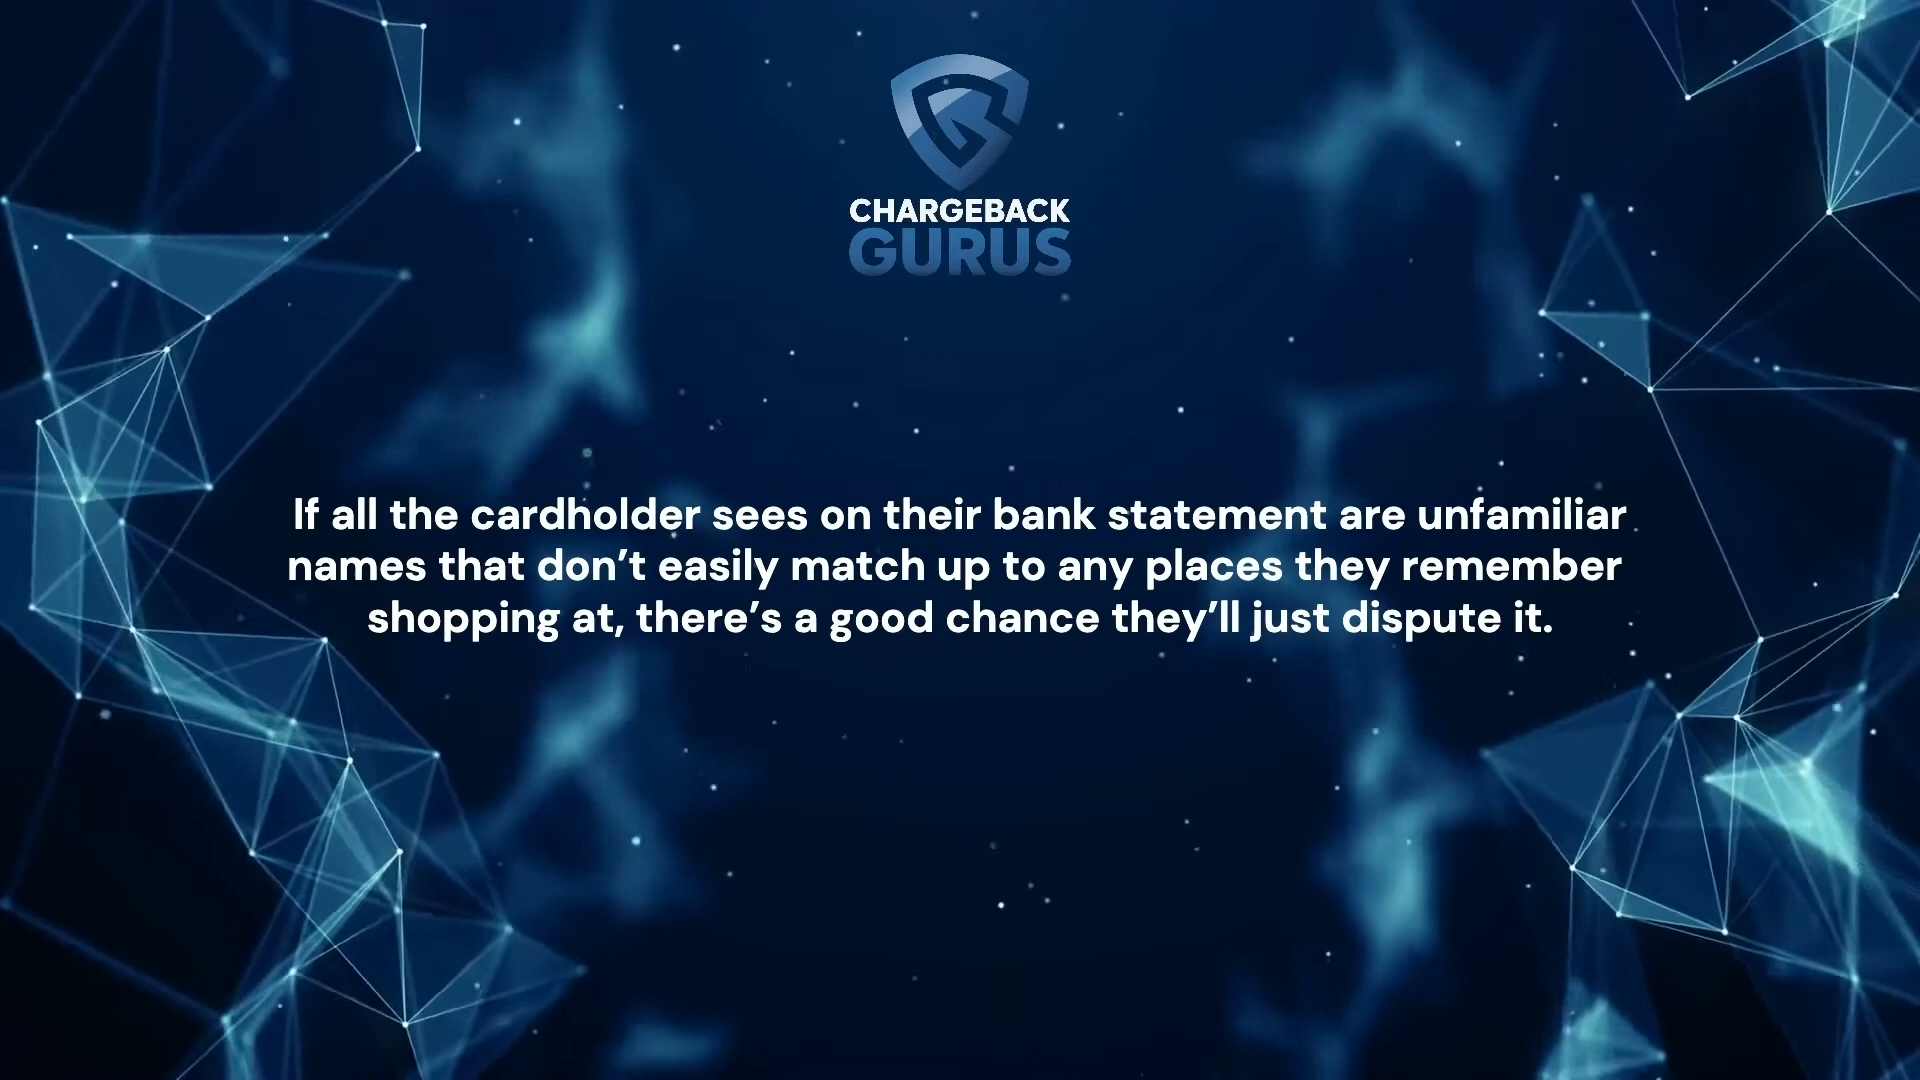 CHARGEBACK
GURUS
If all the cardholder sees on their bank statement are unfamiliar
names that don’t easily match up to any places they remember
shopping at, there’s a good chance they’ll just dispute it.